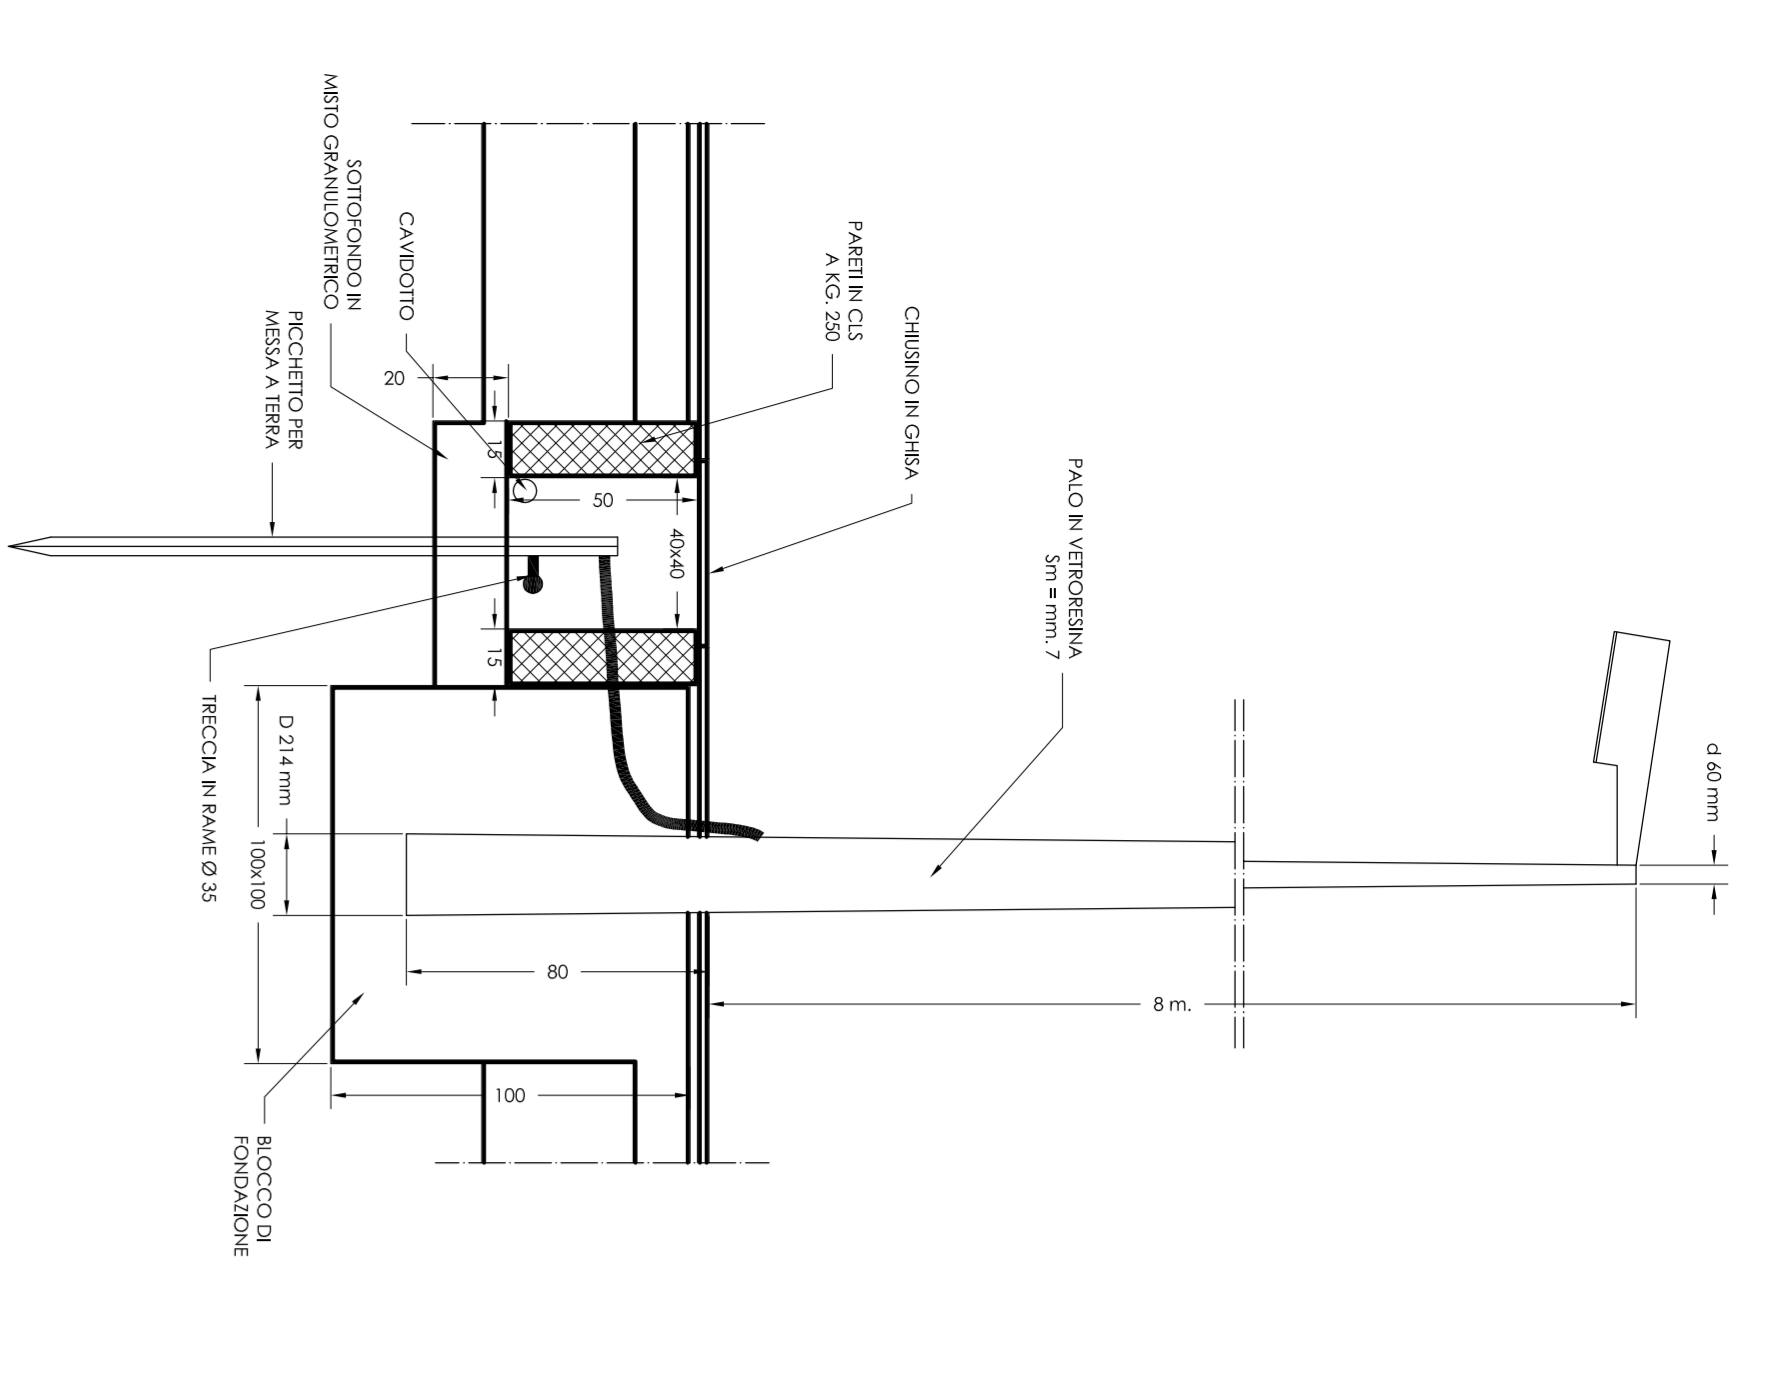 d 60 mm
PALO IN VETRORESINA
Sm = mm. 7
8 m.
CHIUSINO IN GHISA
PARETI IN CLS
A KG. 250
40x40
50
15
15
20
CAVIDOTTO
SOTTOFONDO IN
MISTO GRANULOMETRICO
PICCHETTO PER
MESSA A TERRA
TRECCIA IN RAME Ø 35
D 214 mm
100x100
80
100
BLOCCO DI
FONDAZIONE